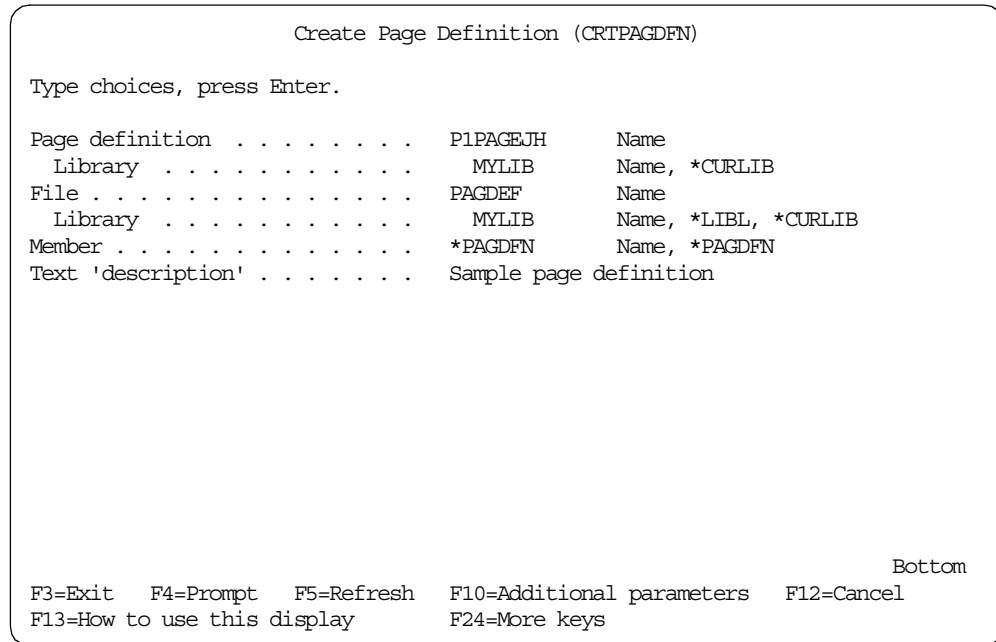 Create Page Definition (CRTPAGDFN)
Type choices, press Enter.
Page definition . . . . . . . . P1PAGEJH Name
Library . . . . . . . . . . . MYLIB Name, *CURLIB
File . . . . . . . . . . . . . . PAGDEF Name
Library . . . . . . . . . . . MYLIB Name, *LIBL, *CURLIB
Member . . . . . . . . . . . . . *PAGDFN Name, *PAGDFN
Text 'description' . . . . . . . Sample page definition
Bottom
F3=Exit F4=Prompt F5=Refresh F10=Additional parameters F12=Cancel
F13=How to use this display F24=More keys